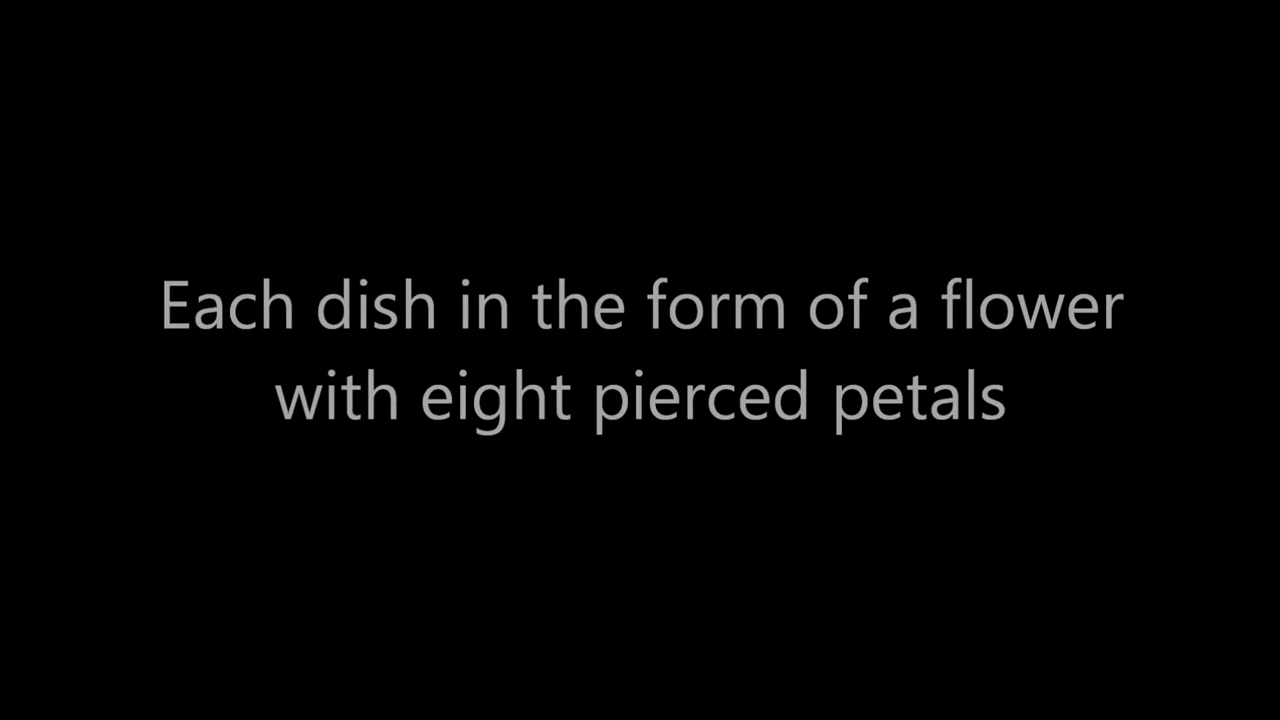 Each dish in the form of a flower
with eight pierced petals